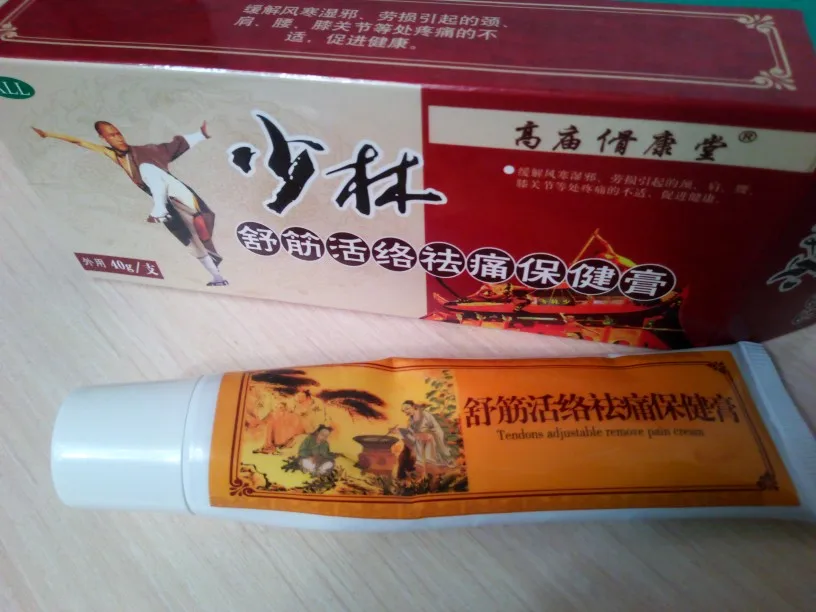 缓解风寒湿邪、劳损引起的颈、
肩、腰、膝关节等处疼痛的不
适，促进健康。
ALL
少林
高庙佾康堂®
缓解风寒湿邪、劳损引起的颈、肩、腰、
膝关节等处疼痛的不适，促进健康。
舒筋活络祛痛保健膏
外用 40g/支
舒筋活络祛痛保健膏
Tendons adjustable remove pain cream